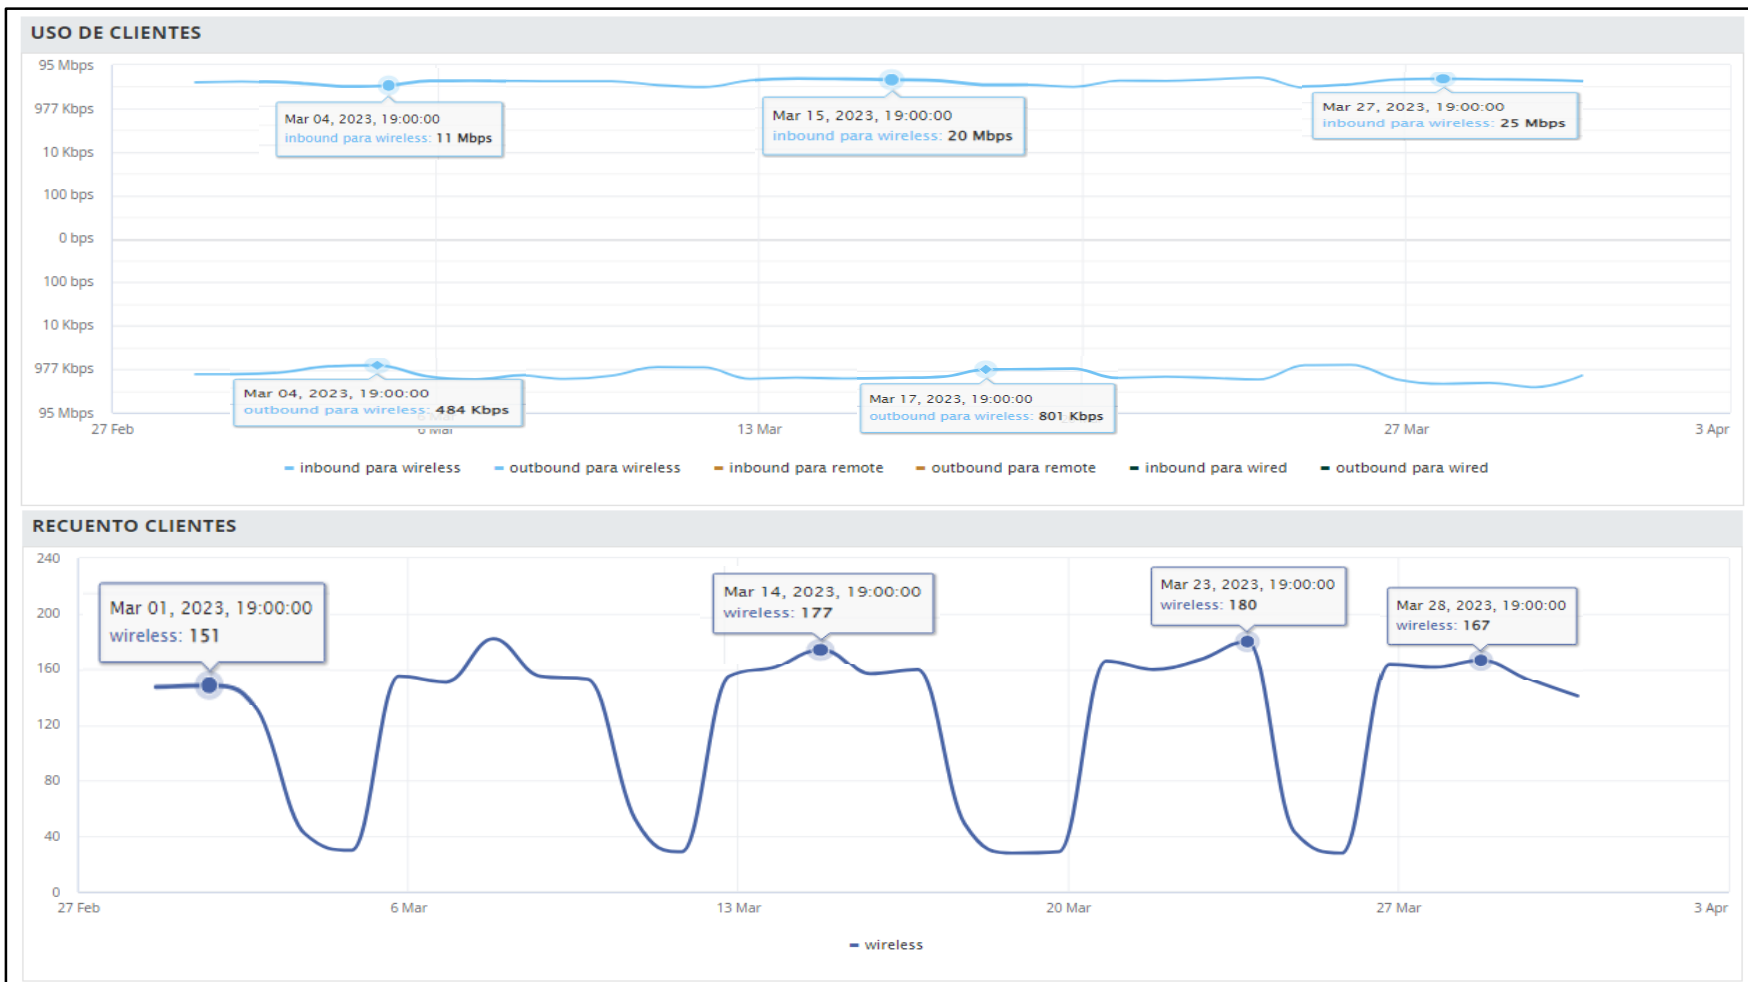 USO DE CLIENTES
95 Mbps
977 Kbps
10 Kbps
100 bps
0 bps
100 bps
10 Kbps
977 Kbps
95 Mbps
Mar 04, 2023, 19:00:00
inbound para wireless: 11 Mbps
Mar 15, 2023, 19:00:00
inbound para wireless: 20 Mbps
Mar 27, 2023, 19:00:00
inbound para wireless: 25 Mbps
Mar 04, 2023, 19:00:00
outbound para wireless: 484 Kbps
Mar 17, 2023, 19:00:00
outbound para wireless: 801 Kbps
27 Feb 6 Mar 13 Mar 27 Mar 3 Apr
inbound para wireless outbound para wireless inbound para remote outbound para remote inbound para wired outbound para wired
RECUENTO CLIENTES
240
200
160
120
80
40
0
Mar 01, 2023, 19:00:00
wireless: 151
Mar 14, 2023, 19:00:00
wireless: 177
Mar 23, 2023, 19:00:00
wireless: 180
Mar 28, 2023, 19:00:00
wireless: 167
27 Feb 6 Mar 13 Mar 20 Mar 27 Mar 3 Apr
wireless